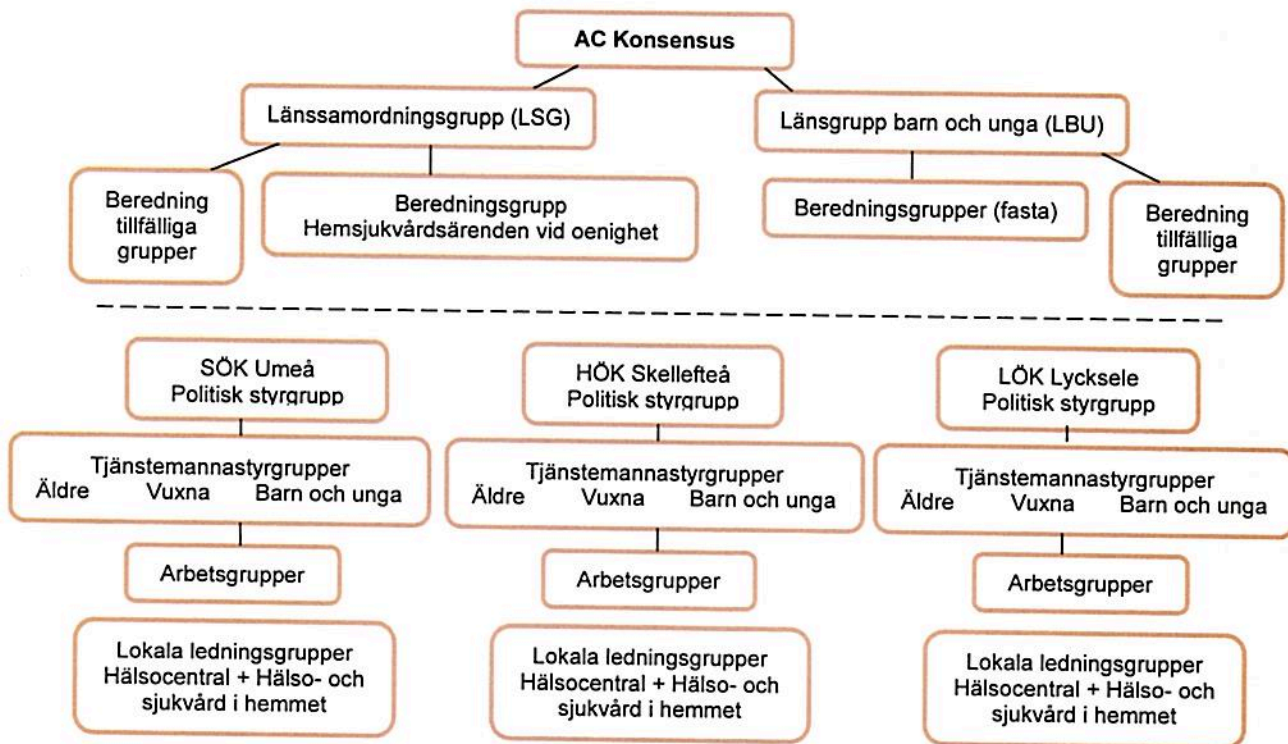 AC Konsensus
Länssamordningsgrupp (LSG)
Länsgrupp barn och unga (LBU)
Beredning
tillfälliga
grupper
Beredningsgrupp
Hemsjukvårdsärenden vid oenighet
Beredningsgrupper (fasta)
Beredning
tillfälliga
grupper
SÖK Umeå
Politisk styrgrupp
HÖK Skellefteå
Politisk styrgrupp
LÖK Lycksele
Politisk styrgrupp
Tjänstemannastyrgrupper
Äldre Vuxna Barn och unga
Tjänstemannastyrgrupper
Äldre Vuxna Barn och unga
Tjänstemannastyrgrupper
Äldre Vuxna Barn och unga
Arbetsgrupper
Arbetsgrupper
Arbetsgrupper
Lokala ledningsgrupper
Hälsocentral + Hälso- och
sjukvård i hemmet
Lokala ledningsgrupper
Hälsocentral + Hälso- och
sjukvård i hemmet
Lokala ledningsgrupper
Hälsocentral + Hälso- och
sjukvård i hemmet